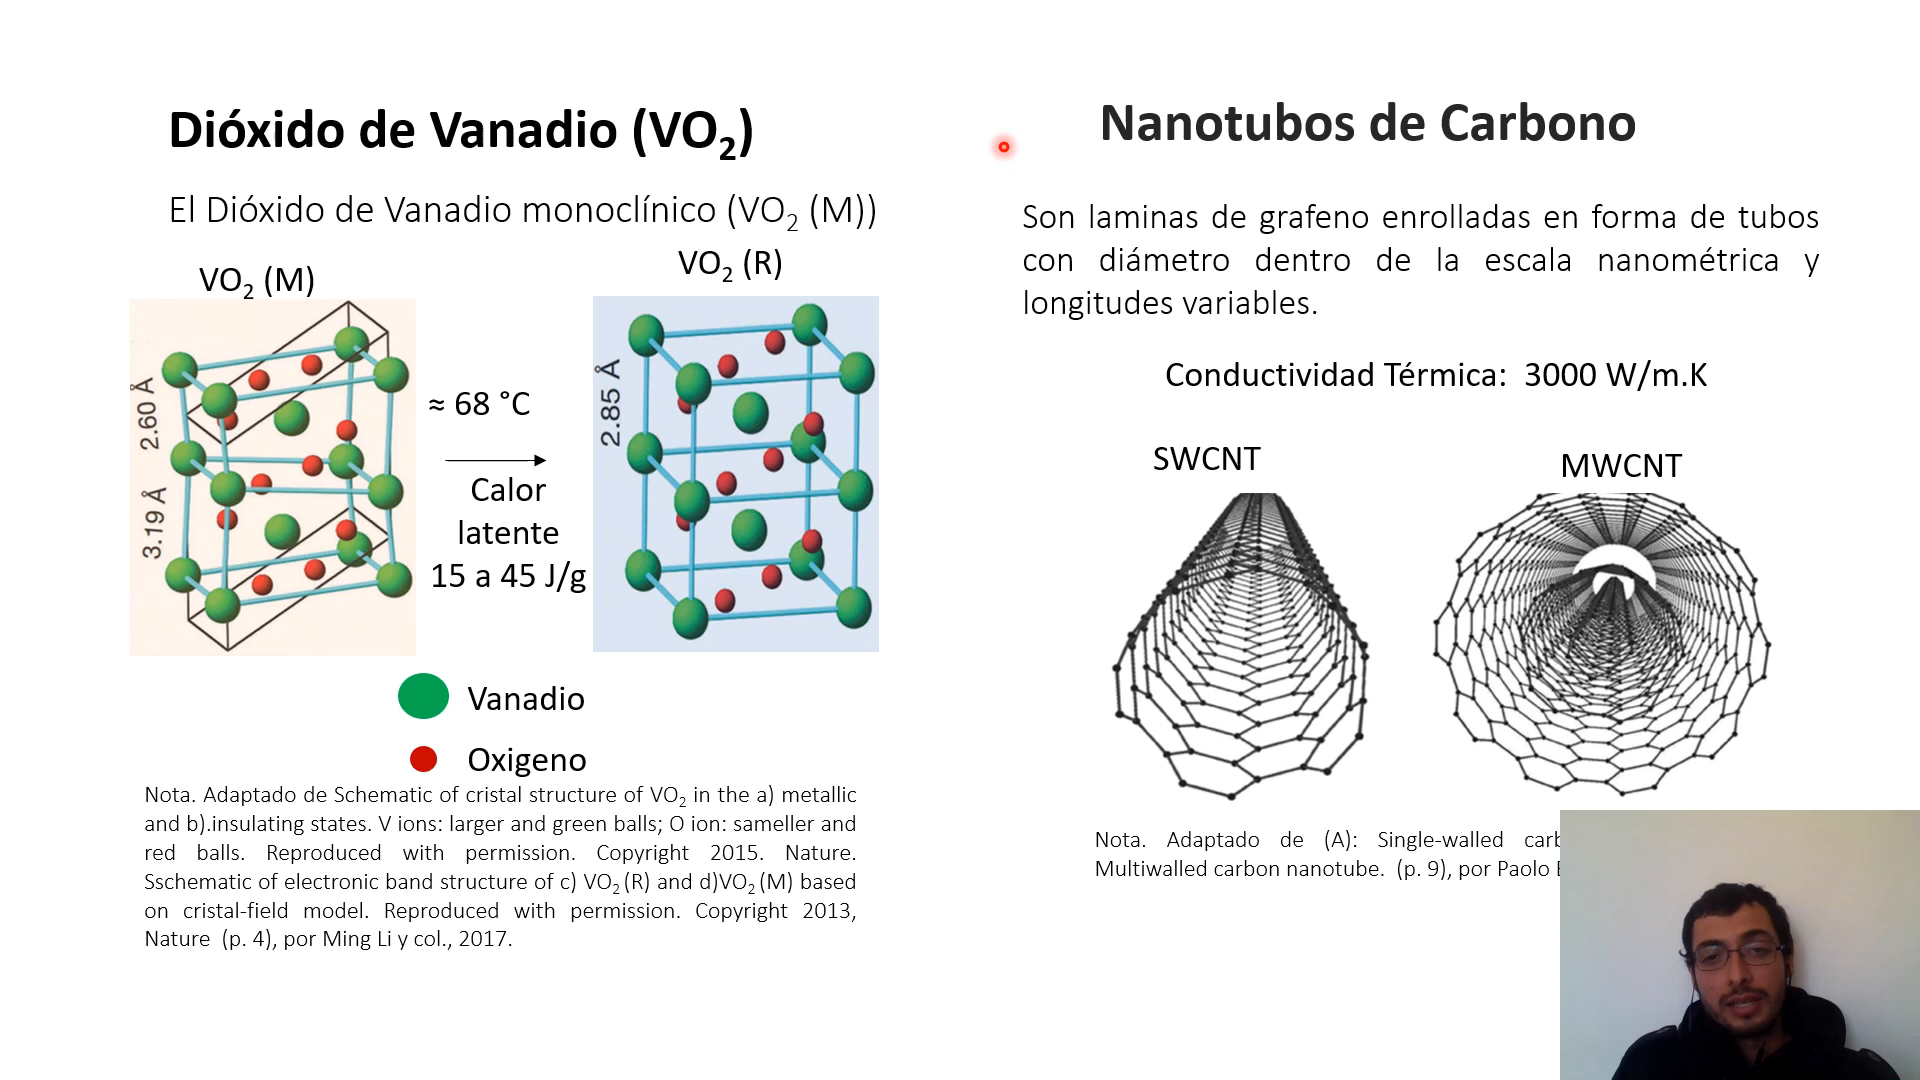 Dióxido de Vanadio (VO2)
El Dióxido de Vanadio monoclínico (VO2 (M))
VO2 (M)
VO2 (R)
2.60 Å
3.19 Å
≈ 68 °C
Calor
latente
15 a 45 J/g
2.85 Å
Vanadio
Oxigeno
Nota. Adaptado de Schematic of cristal structure of VO2 in the a) metallic
and b).insulating states. V ions: larger and green balls; O ion: sameller and
red balls. Reproduced with permission. Copyright 2015. Nature.
Sschematic of electronic band structure of c) VO2 (R) and d)VO2 (M) based
on cristal-field model. Reproduced with permission. Copyright 2013,
Nature (p. 4), por Ming Li y col., 2017.
Nanotubos de Carbono
Son laminas de grafeno enrolladas en forma de tubos
con diámetro dentro de la escala nanométrica y
longitudes variables.
Conductividad Térmica: 3000 W/m.K
SWCNT
MWCNT
Nota. Adaptado de (A): Single-walled
Multiwalled carbon nanotube. (p. 9), por Paolo